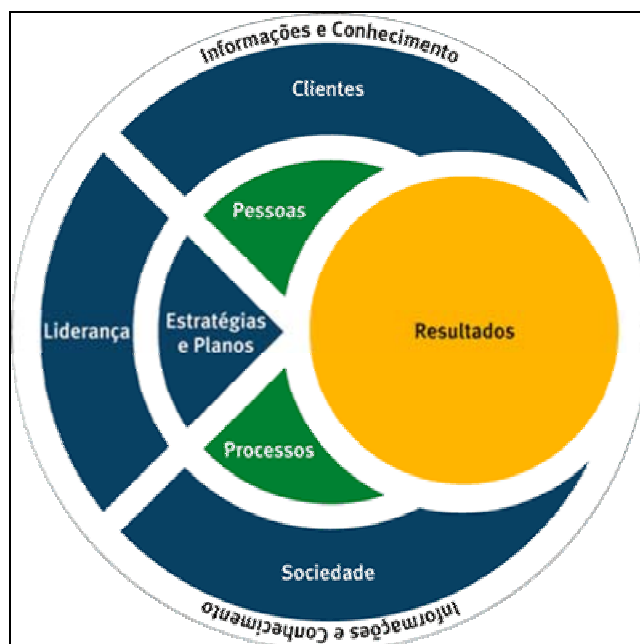 Informações e Conhecimento
Clientes
Pessoas
Liderança
Estratégias
e Planos
Resultados
Processos
Sociedade
Informações e Conhecimento